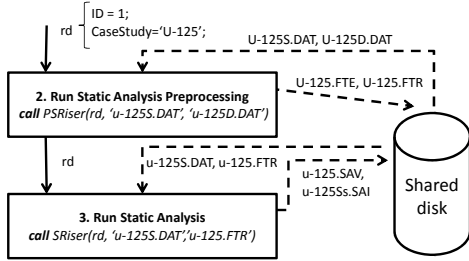 rd
ID = 1;
CaseStudy='U-125';
U-125S.DAT, U-125D.DAT
U-125.FTE, U-125.FTR
2. Run Static Analysis Preprocessing
call PSRiser(rd, 'u-125S.DAT', 'u-125D.DAT')
rd
u-125S.DAT, u-125.FTR
u-125.SAV,
u-125Ss.SAI
Shared
disk
3. Run Static Analysis
call SRiser(rd, 'u-125S.DAT','u-125.FTR')